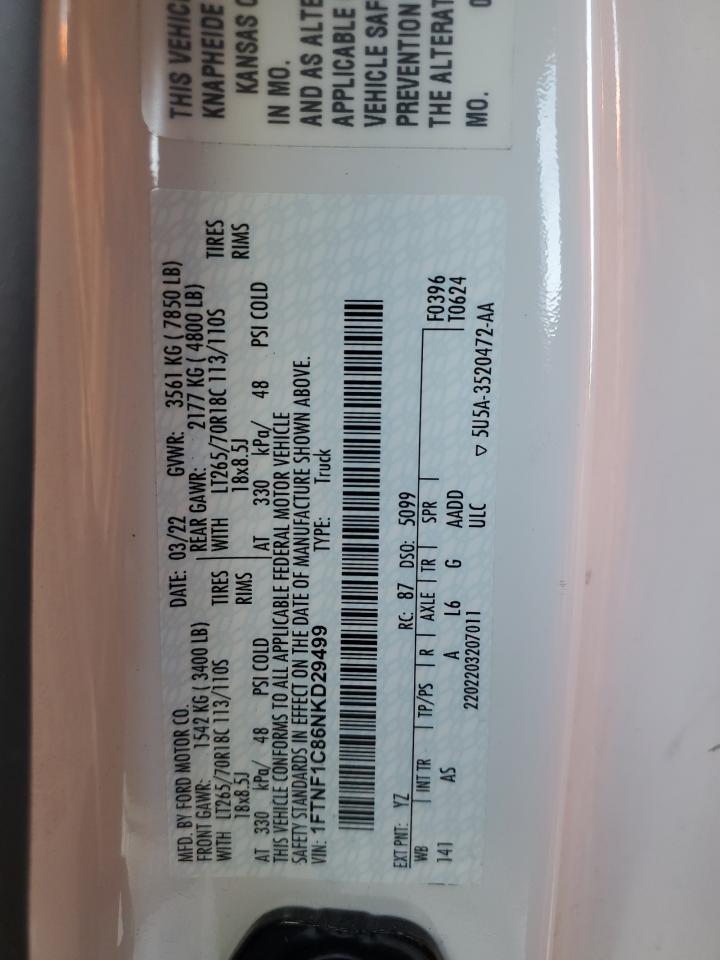 THIS VEHIC
KNAPHEIDE
KANSAS C
IN MO.
AND AS ALTE
APPLICABLE
VEHICLE SAF
PREVENTION
THE ALTERAT
MO.
MFD. BY FORD MOTOR CO.
DATE: 03/22 GVWR: 3561 KG ( 7850 LB)
FRONT GAWR: 1542 KG ( 3400 LB) REAR GAWR: 2177 KG ( 4800 LB)
WITH LT265/70R18C 113/110S TIRES WITH LT265/70R18C 113/110S TIRES
18x8.5J RIMS 18x8.5J RIMS
AT 330 kPa/ 48 PSI COLD AT 330 kPa/ 48 PSI COLD
THIS VEHICLE CONFORMS TO ALL APPLICABLE FEDERAL MOTOR VEHICLE
SAFETY STANDARDS IN EFFECT ON THE DATE OF MANUFACTURE SHOWN ABOVE.
VIN: 1FTNF1C86NKD29499 TYPE: Truck
EXT PNT: YZ RC: 87 DSO: 5099
WB INT TR TP/PS R AXLE TR SPR F0396
141 AS A L6 G AADD T0624
2202203207011 ULC
▽ 5U5A-3520472-AA